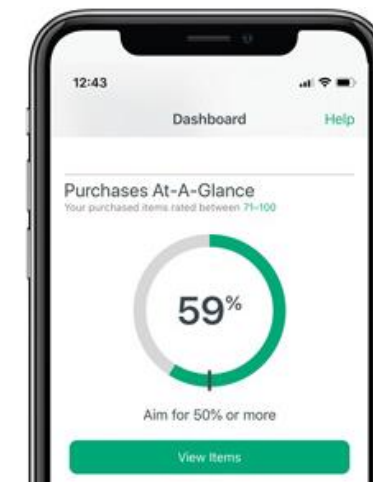 12:43
Dashboard
Help
Purchases At-A-Glance
Your purchased items rated between 71–100
59%
Aim for 50% or more
View Items